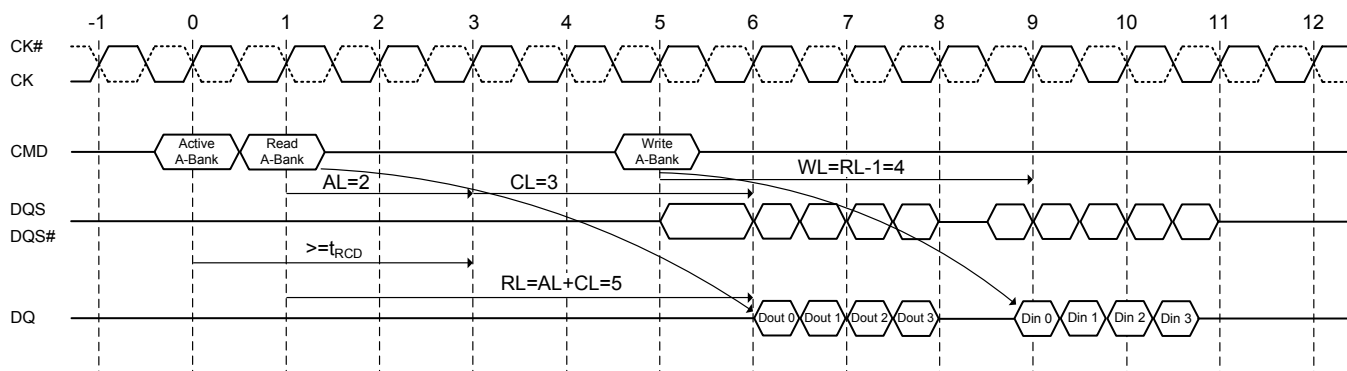 -1 0 1 2 3 4 5 6 7 8 9 10 11 12
CK#
CK
CMD
Active
A-Bank
Read
A-Bank
Write
A-Bank
WL=RL-1=4
AL=2
CL=3
DQS
DQS#
>=tRCD
RL=AL+CL=5
DQ
Dout 0 Dout 1 Dout 2 Dout 3 Din 0 Din 1 Din 2 Din 3